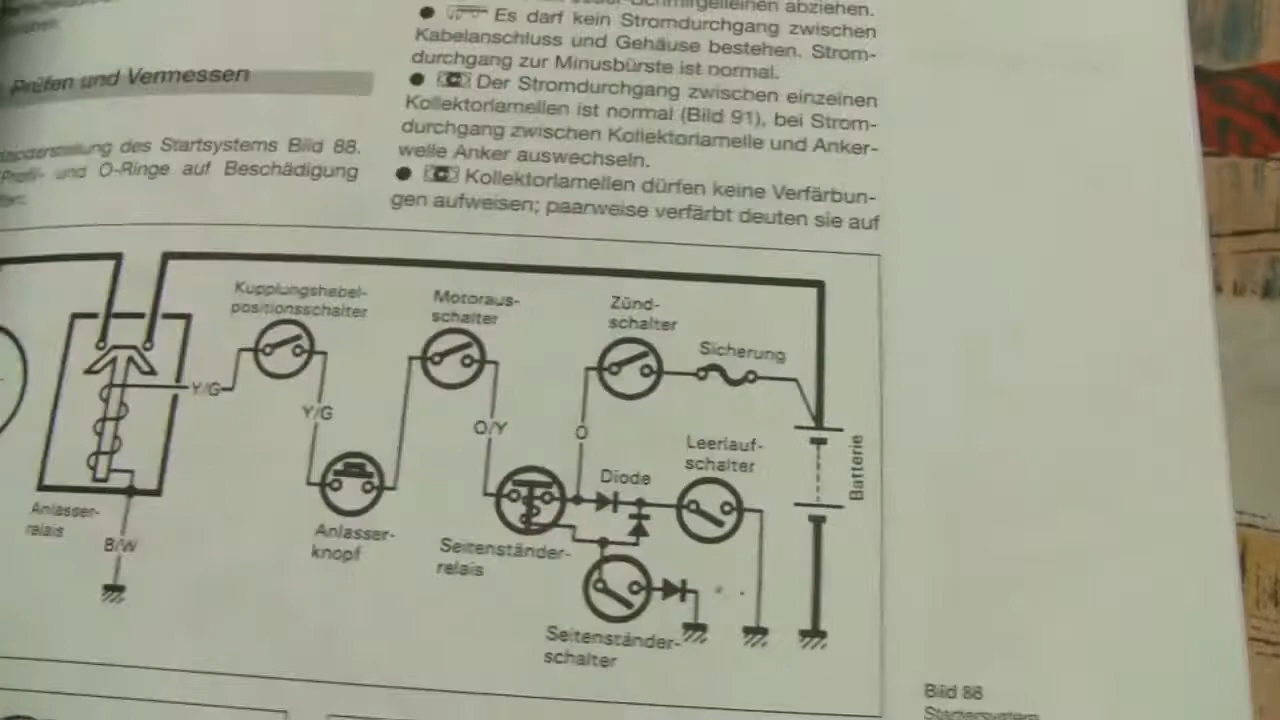 Prüfen und Vermessen
des Startsystems Bild 88.
und O-Ringe auf Beschädigung
abziehen.
● Es darf kein Stromdurchgang zwischen
Kabelanschluss und Gehäuse bestehen. Strom-
durchgang zur Minusbürste ist normal.
● Der Stromdurchgang zwischen einzelnen
Kollektorlamellen ist normal (Bild 91), bei Strom-
durchgang zwischen Kollektorlamelle und Anker-
welle Anker auswechseln.
● Kollektorlamellen dürfen keine Verfärbun-
gen aufweisen; paarweise verfärbt deuten sie auf
Kupplungshebel-
positionsschalter
Motoraus-
schalter
Zünd-
schalter
Sicherung
Y/G
Y/G
O/Y
O
Leerlauf-
schalter
Batterie
Diode
Anlasser-
relais
B/W
Anlasser-
knopf
Seitenständer-
relais
Seitenständer-
schalter
Bild 88
Startersystem